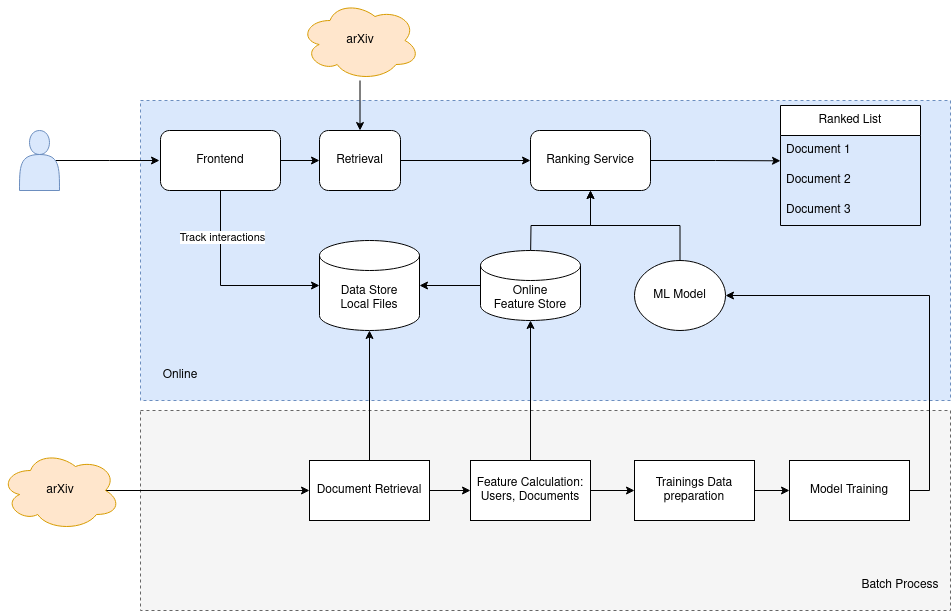 arXiv
Frontend
Retrieval
Ranking Service
Ranked List
Document 1
Document 2
Document 3
Track interactions
Data Store
Local Files
Online
Feature Store
ML Model
Online
arXiv
Document Retrieval
Feature Calculation:
Users, Documents
Trainings Data
preparation
Model Training
Batch Process